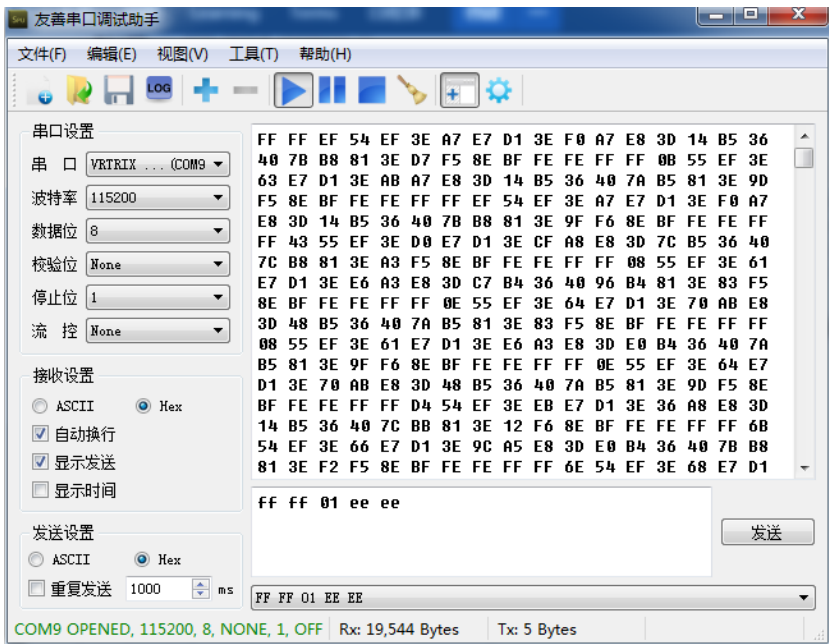 友善串口调试助手
文件(F) 编辑(E) 视图(V) 工具(T) 帮助(H)
LOG
串口设置
串 口 VRTRIX ... (COM9
波特率 115200
数据位 8
校验位 None
停止位 1
流 控 None
接收设置
ASCII Hex
自动换行
显示发送
显示时间
发送设置
ASCII Hex
重复发送 1000 ms
FF FF EF 54 EF 3E A7 E7 D1 3E F0 A7 E8 3D 14 B5 36
40 7B B8 81 3E D7 F5 8E BF FE FE FF FF 0B 55 EF 3E
63 E7 D1 3E AB A7 E8 3D 14 B5 36 40 7A B5 81 3E 9D
F5 8E BF FE FE FF FF EF 54 EF 3E A7 E7 D1 3E F0 A7
E8 3D 14 B5 36 40 7B B8 81 3E 9F F6 8E BF FE FE FF
FF 43 55 EF 3E D0 E7 D1 3E CF A8 E8 3D 7C B5 36 40
7C B8 81 3E A3 F5 8E BF FE FE FF FF 08 55 EF 3E 61
E7 D1 3E E6 A3 E8 3D C7 B4 36 40 96 B4 81 3E 83 F5
8E BF FE FE FF FF 0E 55 EF 3E 64 E7 D1 3E 70 AB E8
3D 48 B5 36 40 7A B5 81 3E 83 F5 8E BF FE FE FF FF
08 55 EF 3E 61 E7 D1 3E E6 A3 E8 3D E0 B4 36 40 7A
B5 81 3E 9F F6 8E BF FE FE FF FF 0E 55 EF 3E 64 E7
D1 3E 70 AB E8 3D 48 B5 36 40 7A B5 81 3E 9D F5 8E
BF FE FE FF FF D4 54 EF 3E EB E7 D1 3E 36 A8 E8 3D
14 B5 36 40 7C BB 81 3E 12 F6 8E BF FE FE FF FF 6B
54 EF 3E 66 E7 D1 3E 9C A5 E8 3D E0 B4 36 40 7B B8
81 3E F2 F5 8E BF FE FE FF FF 6E 54 EF 3E 68 E7 D1
ff ff 01 ee ee
发送
FF FF 01 EE EE
COM9 OPENED, 115200, 8, NONE, 1, OFF Rx: 19,544 Bytes Tx: 5 Bytes